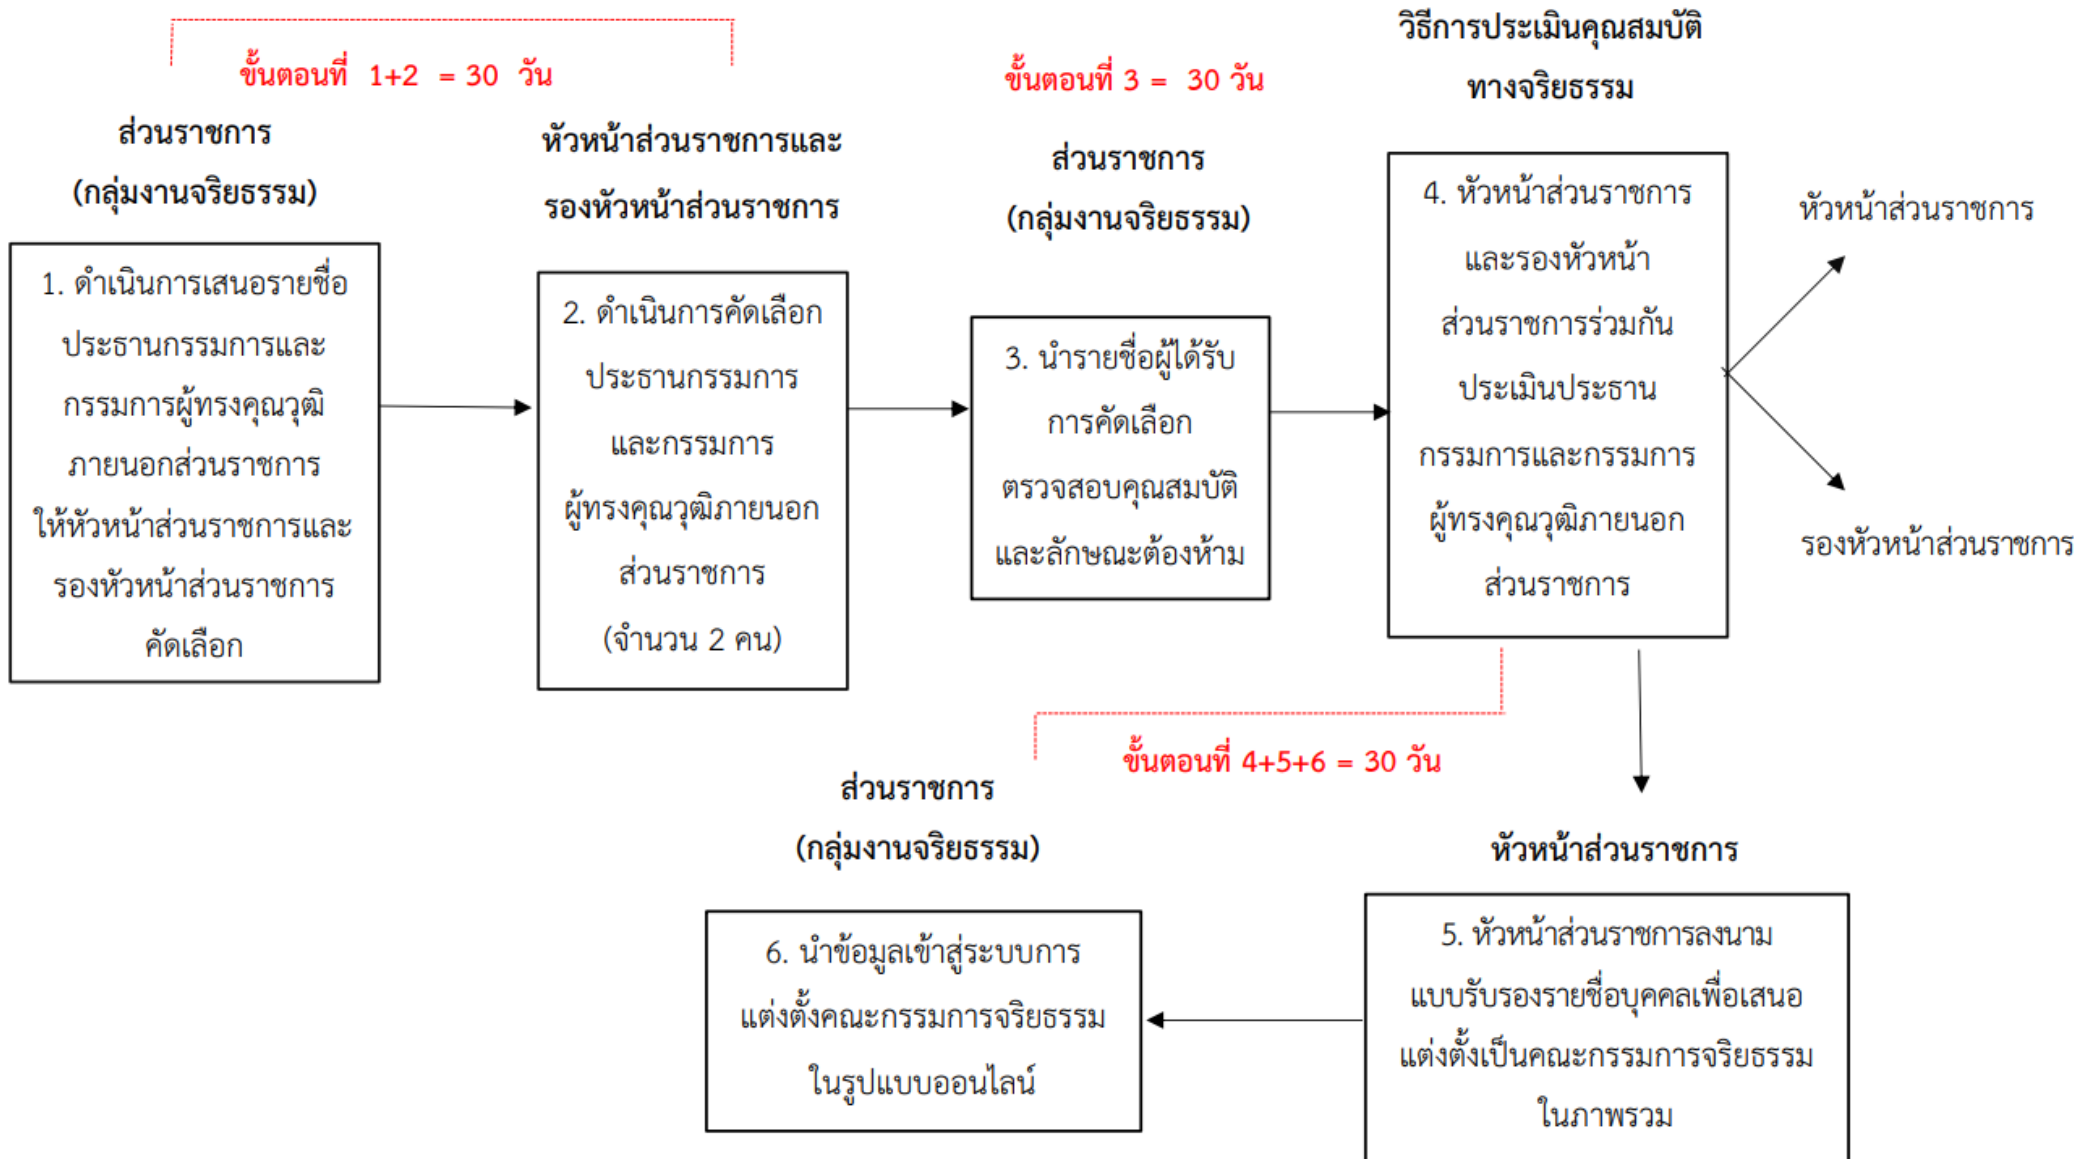 ขั้นตอนที่ 1+2 = 30 วัน
ส่วนราชการ
(กลุ่มงานจริยธรรม)
1. ดำเนินการเสนอรายชื่อ
ประธานกรรมการและ
กรรมการผู้ทรงคุณวุฒิ
ภายนอกส่วนราชการ
ให้หัวหน้าส่วนราชการและ
รองหัวหน้าส่วนราชการ
คัดเลือก
หัวหน้าส่วนราชการและ
รองหัวหน้าส่วนราชการ
2. ดำเนินการคัดเลือก
ประธานกรรมการ
และกรรมการ
ผู้ทรงคุณวุฒิภายนอก
ส่วนราชการ
(จำนวน 2 คน)
ขั้นตอนที่ 3 = 30 วัน
ส่วนราชการ
(กลุ่มงานจริยธรรม)
3. นำรายชื่อผู้ได้รับ
การคัดเลือก
ตรวจสอบคุณสมบัติ
และลักษณะต้องห้าม
วิธีการประเมินคุณสมบัติ
ทางจริยธรรม
4. หัวหน้าส่วนราชการ
และรองหัวหน้า
ส่วนราชการร่วมกัน
ประเมินประธาน
กรรมการและกรรมการ
ผู้ทรงคุณวุฒิภายนอก
ส่วนราชการ
หัวหน้าส่วนราชการ
รองหัวหน้าส่วนราชการ
ขั้นตอนที่ 4+5+6 = 30 วัน
หัวหน้าส่วนราชการ
5. หัวหน้าส่วนราชการลงนาม
แบบรับรองรายชื่อบุคคลเพื่อเสนอ
แต่งตั้งเป็นคณะกรรมการจริยธรรม
ในภาพรวม
ส่วนราชการ
(กลุ่มงานจริยธรรม)
6. นำข้อมูลเข้าสู่ระบบการ
แต่งตั้งคณะกรรมการจริยธรรม
ในรูปแบบออนไลน์